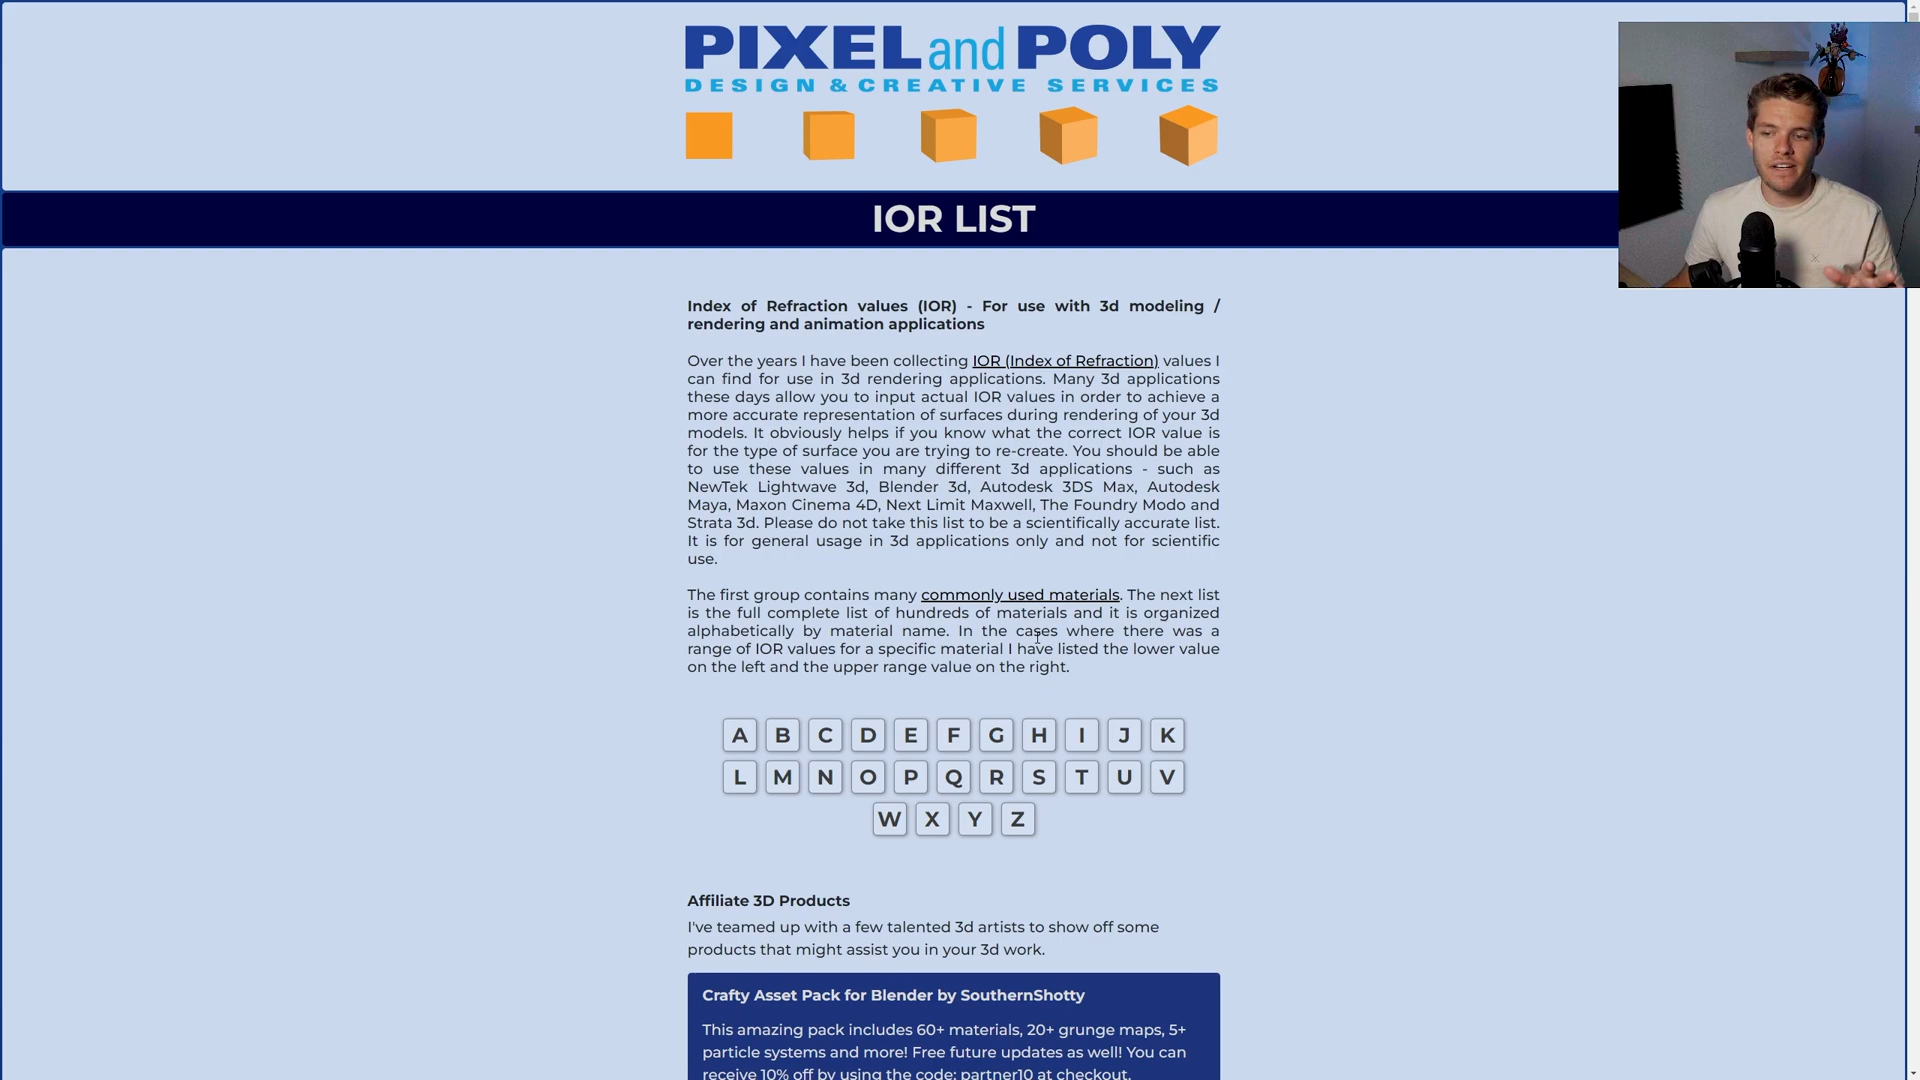 PIXEL and POLY
DESIGN & CREATIVE SERVICES
IOR LIST
Index of Refraction values (IOR) - For use with 3d modeling /
rendering and animation applications
Over the years I have been collecting IOR (Index of Refraction) values I
can find for use in 3d rendering applications. Many 3d applications
these days allow you to input actual IOR values in order to achieve a
more accurate representation of surfaces during rendering of your 3d
models. It obviously helps if you know what the correct IOR value is
for the type of surface you are trying to re-create. You should be able
to use these values in many different 3d applications - such as
NewTek Lightwave 3d, Blender 3d, Autodesk 3DS Max, Autodesk
Maya, Maxon Cinema 4D, Next Limit Maxwell, The Foundry Modo and
Strata 3d. Please do not take this list to be a scientifically accurate list.
It is for general usage in 3d applications only and not for scientific
use.
The first group contains many commonly used materials. The next list
is the full complete list of hundreds of materials and it is organized
alphabetically by material name. In the cases where there was a
range of IOR values for a specific material I have listed the lower value
on the left and the upper range value on the right.
A B C D E F G H I J K
L M N O P Q R S T U V
W X Y Z
Affiliate 3D Products
I've teamed up with a few talented 3d artists to show off some
products that might assist you in your 3d work.
Crafty Asset Pack for Blender by SouthernShotty
This amazing pack includes 60+ materials, 20+ grunge maps, 5+
particle systems and more! Free future updates as well! You can
receive 10% off by using the code: partner10 at checkout.